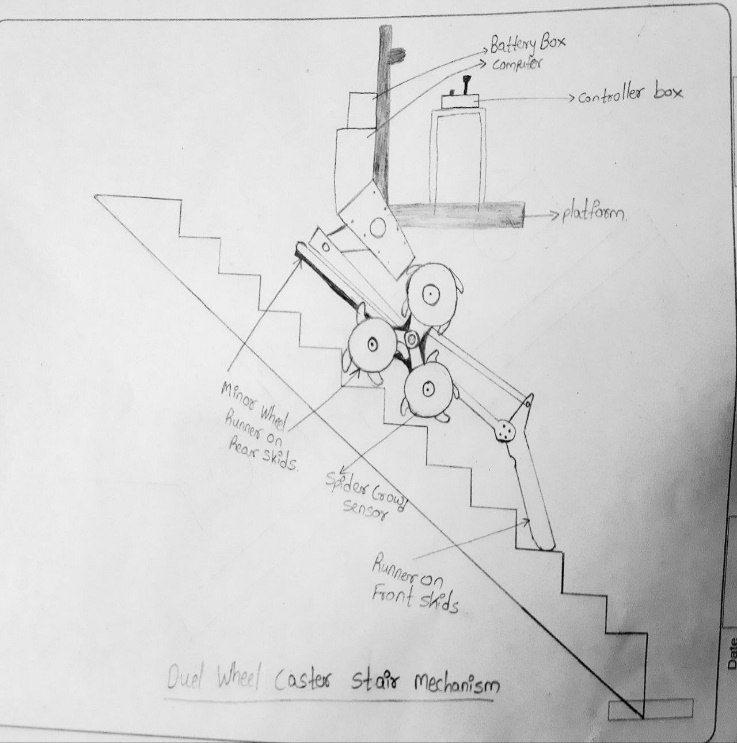 Battery Box
computer
controller box
platform.
Minor Wheel
Runner on
Rear Skids.
Spider Crowd
sensor
Runner on
Front skids
Duel Wheel Caster Stair Mechanism
Date